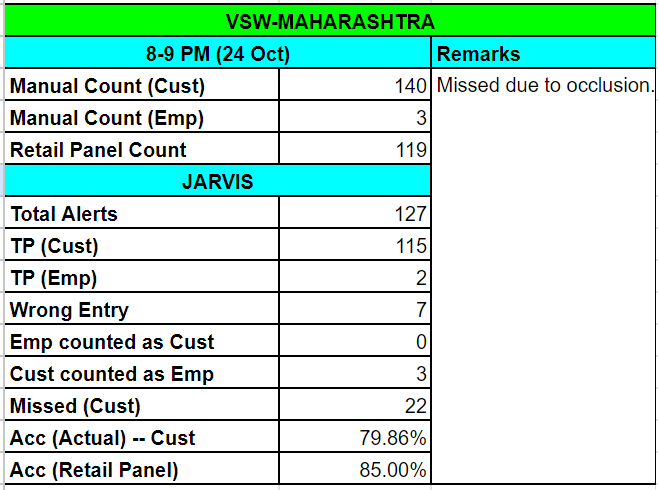 VSW-MAHARASHTRA
8-9 PM (24 Oct) Remarks
Manual Count (Cust) 140 Missed due to occlusion.
Manual Count (Emp) 3
Retail Panel Count 119
JARVIS
Total Alerts 127
TP (Cust) 115
TP (Emp) 2
Wrong Entry 7
Emp counted as Cust 0
Cust counted as Emp 3
Missed (Cust) 22
Acc (Actual) -- Cust 79.86%
Acc (Retail Panel) 85.00%